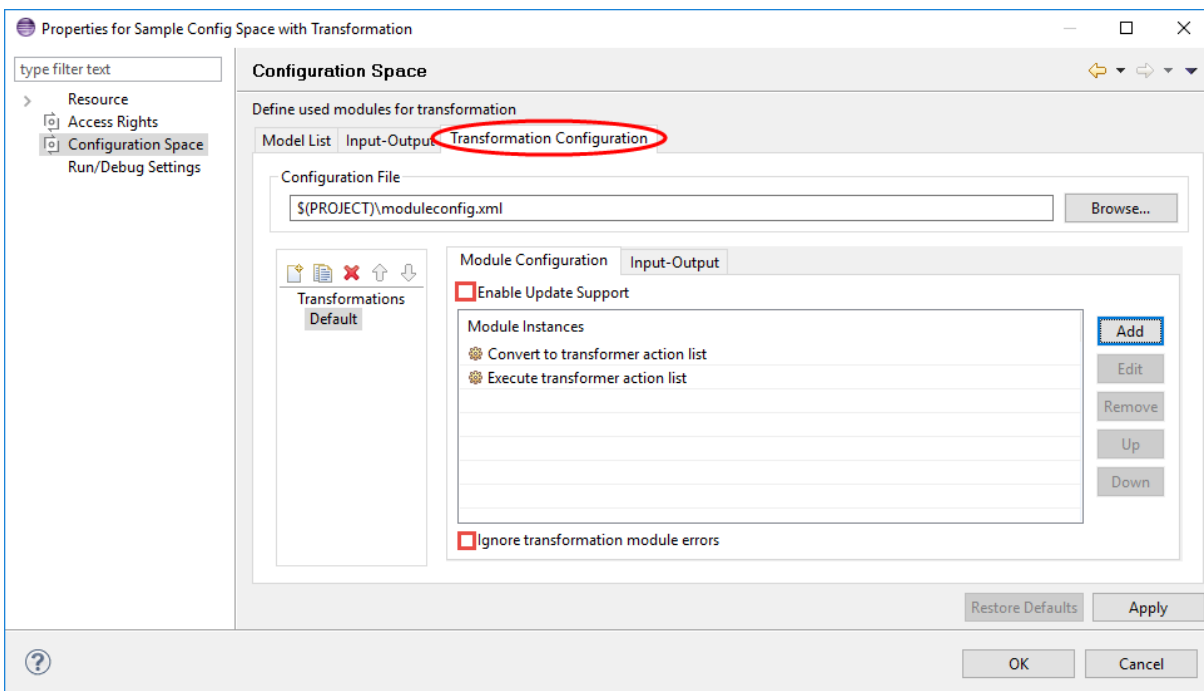 Properties for Sample Config Space with Transformation
type filter text
Configuration Space
Resource
Access Rights
Configuration Space
Run/Debug Settings
Define used modules for transformation
Model List Input-Output Transformation Configuration
Configuration File
$(PROJECT)\moduleconfig.xml Browse...
Transformations
Default
Module Configuration Input-Output
Enable Update Support
Module Instances
Convert to transformer action list
Execute transformer action list
Add
Edit
Remove
Up
Down
Ignore transformation module errors
Restore Defaults Apply
? OK Cancel